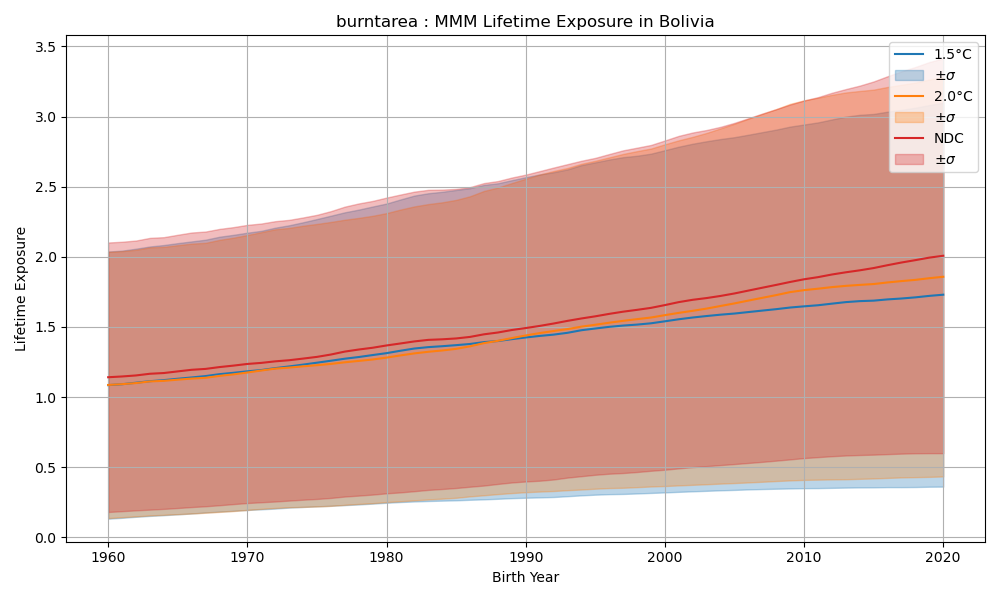 burntarea : MMM Lifetime Exposure in Bolivia
Lifetime Exposure
3.5
3.0
2.5
2.0
1.5
1.0
0.5
0.0
1.5°C
±σ
2.0°C
±σ
NDC
±σ
1960
1970
1980
1990
2000
2010
2020
Birth Year